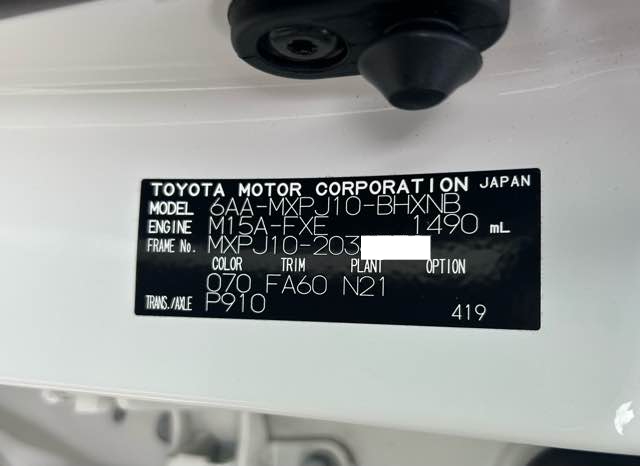 TOYOTA MOTOR CORPORATION JAPAN
MODEL 6AA-MXPJ10-BHXNB
ENGINE M15A-FXE 1490 mL
FRAME No. MXPJ10-203
COLOR TRIM PLANT OPTION
070 FA60 N21
TRANS./AXLE P910
419